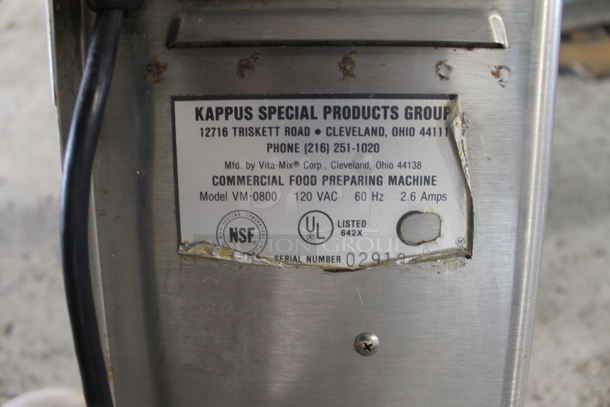 KAPPUS SPECIAL PRODUCTS GROUP
12716 TRISKETT ROAD • CLEVELAND, OHIO 44111
PHONE (216) 251-1020
Mfd. by Vita-Mix® Corp., Cleveland, Ohio 44138
COMMERCIAL FOOD PREPARING MACHINE
Model VM-0800 120 VAC 60 Hz 2.6 Amps
NSF UL LISTED
642X
SERIAL NUMBER